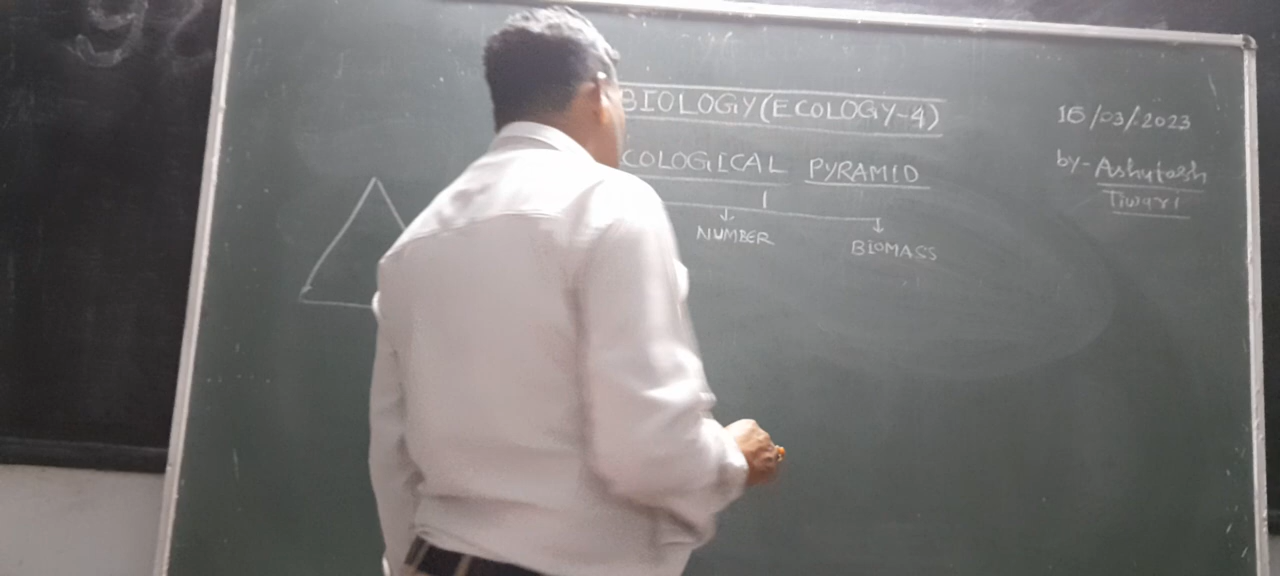 BIOLOGY (ECOLOGY-4)
COLOGICAL PYRAMID
NUMBER
BIOMASS
16/03/2023
by- Ashutosh
Tiwari